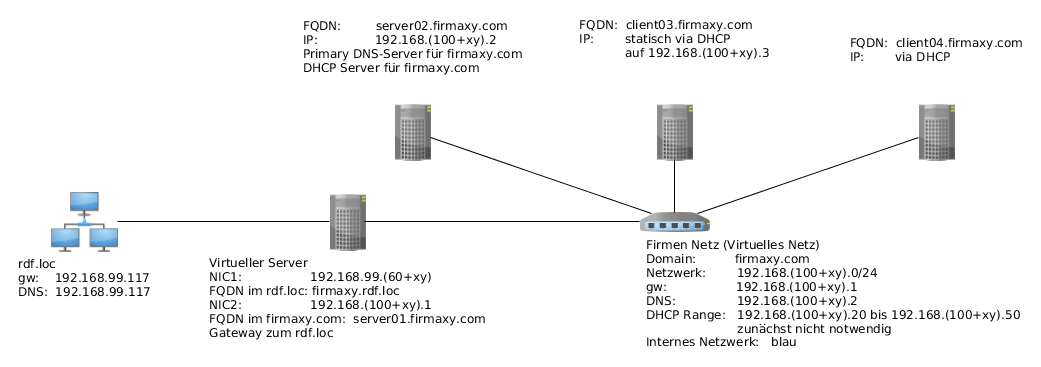 FQDN: server02.firmaxy.com
IP: 192.168.(100+xy).2
Primary DNS-Server für firmaxy.com
DHCP Server für firmaxy.com
FQDN: client03.firmaxy.com
IP: statisch via DHCP
auf 192.168.(100+xy).3
FQDN: client04.firmaxy.com
IP: via DHCP
rdf.loc
gw: 192.168.99.117
DNS: 192.168.99.117
Virtueller Server
NIC1: 192.168.99.(60+xy)
FQDN im rdf.loc: firmaxy.rdf.loc
NIC2: 192.168.(100+xy).1
FQDN im firmaxy.com: server01.firmaxy.com
Gateway zum rdf.loc
Firmen Netz (Virtuelles Netz)
Domain: firmaxy.com
Netzwerk: 192.168.(100+xy).0/24
gw: 192.168.(100+xy).1
DNS: 192.168.(100+xy).2
DHCP Range: 192.168.(100+xy).20 bis 192.168.(100+xy).50
zunächst nicht notwendig
Internes Netzwerk: blau